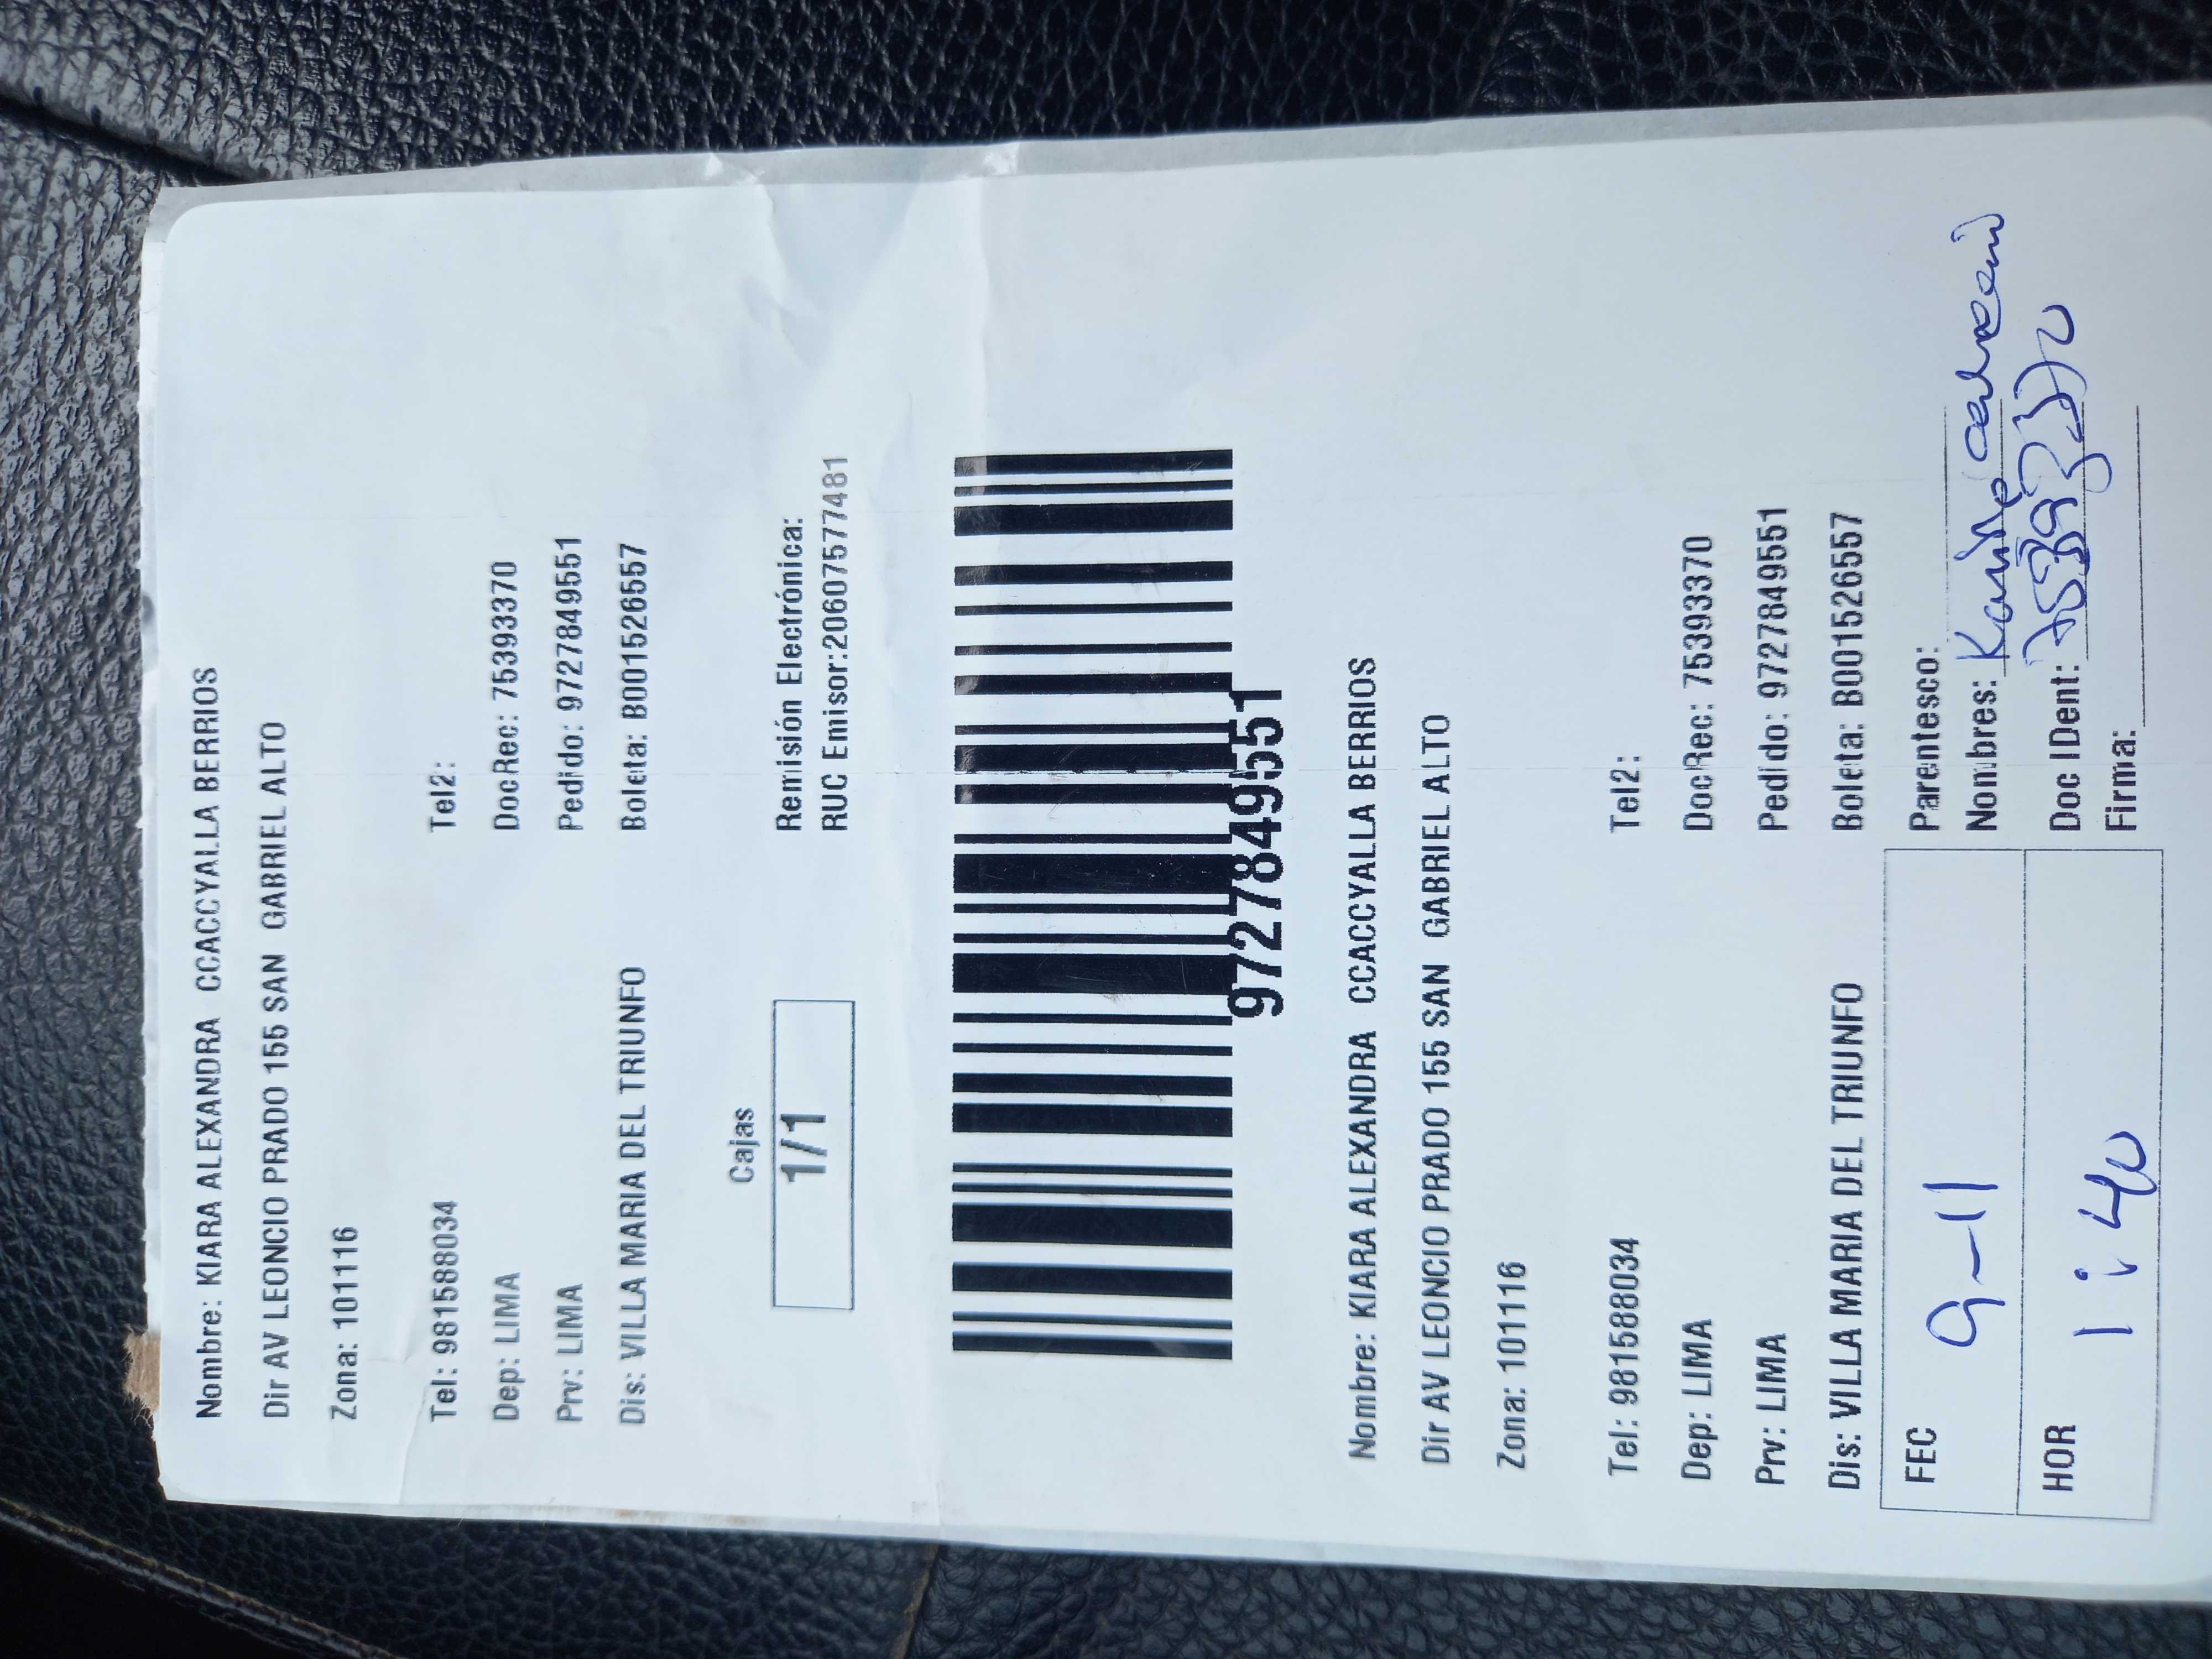 Nombre: KIARA ALEXANDRA CCACCYALLA BERRIOS
Dir AV LEONCIO PRADO 155 SAN GABRIEL ALTO
Zona: 101116
Tel: 981588034 Tel2:
Dep: LIMA DocRec: 75393370
Prv: LIMA Pedido: 9727849551
Dis: VILLA MARIA DEL TRIUNFO Boleta: B001526557
Cajas
1/1
Remisión Electrónica:
RUC Emisor:20607577481
9727849551
Nombre: KIARA ALEXANDRA CCACCYALLA BERRIOS
Dir AV LEONCIO PRADO 155 SAN GABRIEL ALTO
Zona: 101116
Tel: 981588034 Tel2:
Dep: LIMA DocRec: 75393370
Prv: LIMA Pedido: 9727849551
Dis: VILLA MARIA DEL TRIUNFO Boleta: B001526557
FEC 9-11 Parentesco:
Nombres:
HOR 1:40 Doc IDent:
Firma: